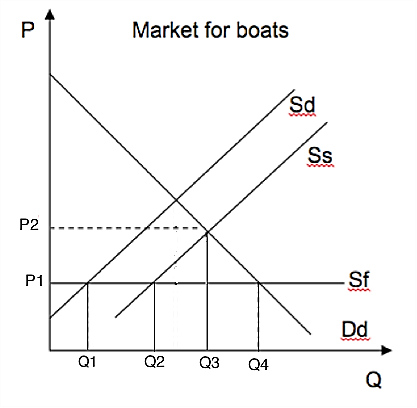 P
Market for boats
Sd
Ss
P2
P1
Sf
Dd
Q1 Q2 Q3 Q4
Q